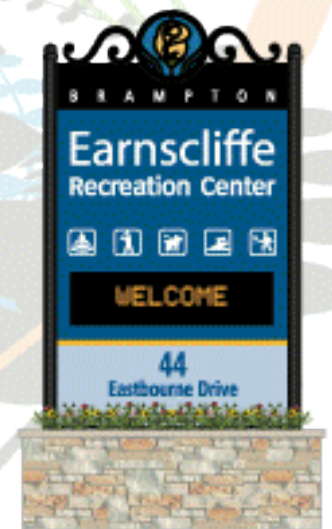 BRAMPTON
Earnscliffe
Recreation Center
WELCOME
44
Eastbourne Drive